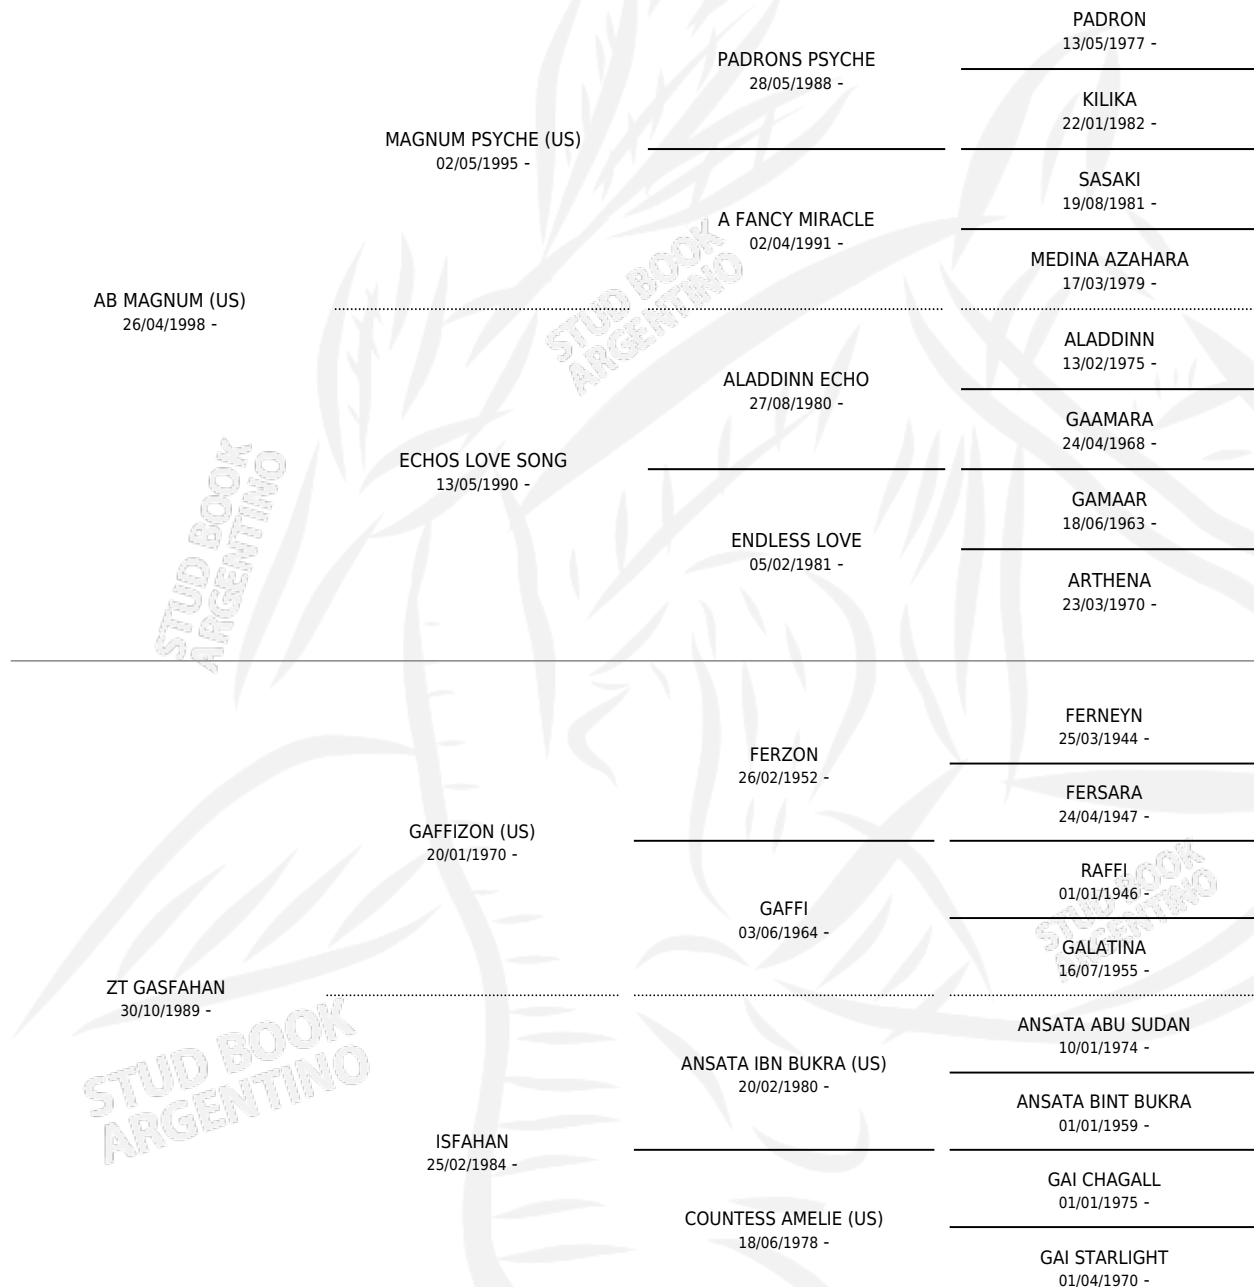 PADRON
13/05/1977 -
PADRONS PSYCHE
28/05/1988 -
KILIKA
22/01/1982 -
MAGNUM PSYCHE (US)
02/05/1995 -
SASAKI
19/08/1981 -
A FANCY MIRACLE
02/04/1991 -
MEDINA AZAHARA
17/03/1979 -
AB MAGNUM (US)
26/04/1998 -
STUD BOOK
ARGENTINO
ALADDINN
13/02/1975 -
ALADDINN ECHO
27/08/1980 -
GAAMARA
24/04/1968 -
ECHOS LOVE SONG
13/05/1990 -
GAMAAR
18/06/1963 -
ENDLESS LOVE
05/02/1981 -
ARTHENA
23/03/1970 -
STUD BOOK
ARGENTINO
FERNEYN
25/03/1944 -
FERZON
26/02/1952 -
FERSARA
24/04/1947 -
GAFFIZON (US)
20/01/1970 -
RAFFI
01/01/1946 -
GAFFI
03/06/1964 -
GALATINA
16/07/1955 -
STUD BOOK
ARGENTINO
ZT GASFAHAN
30/10/1989 -
ANSATA ABU SUDAN
10/01/1974 -
ANSATA IBN BUKRA (US)
20/02/1980 -
ANSATA BINT BUKRA
01/01/1959 -
STUD BOOK
ARGENTINO
ISFAHAN
25/02/1984 -
GAI CHAGALL
01/01/1975 -
COUNTESS AMELIE (US)
18/06/1978 -
GAI STARLIGHT
01/04/1970 -